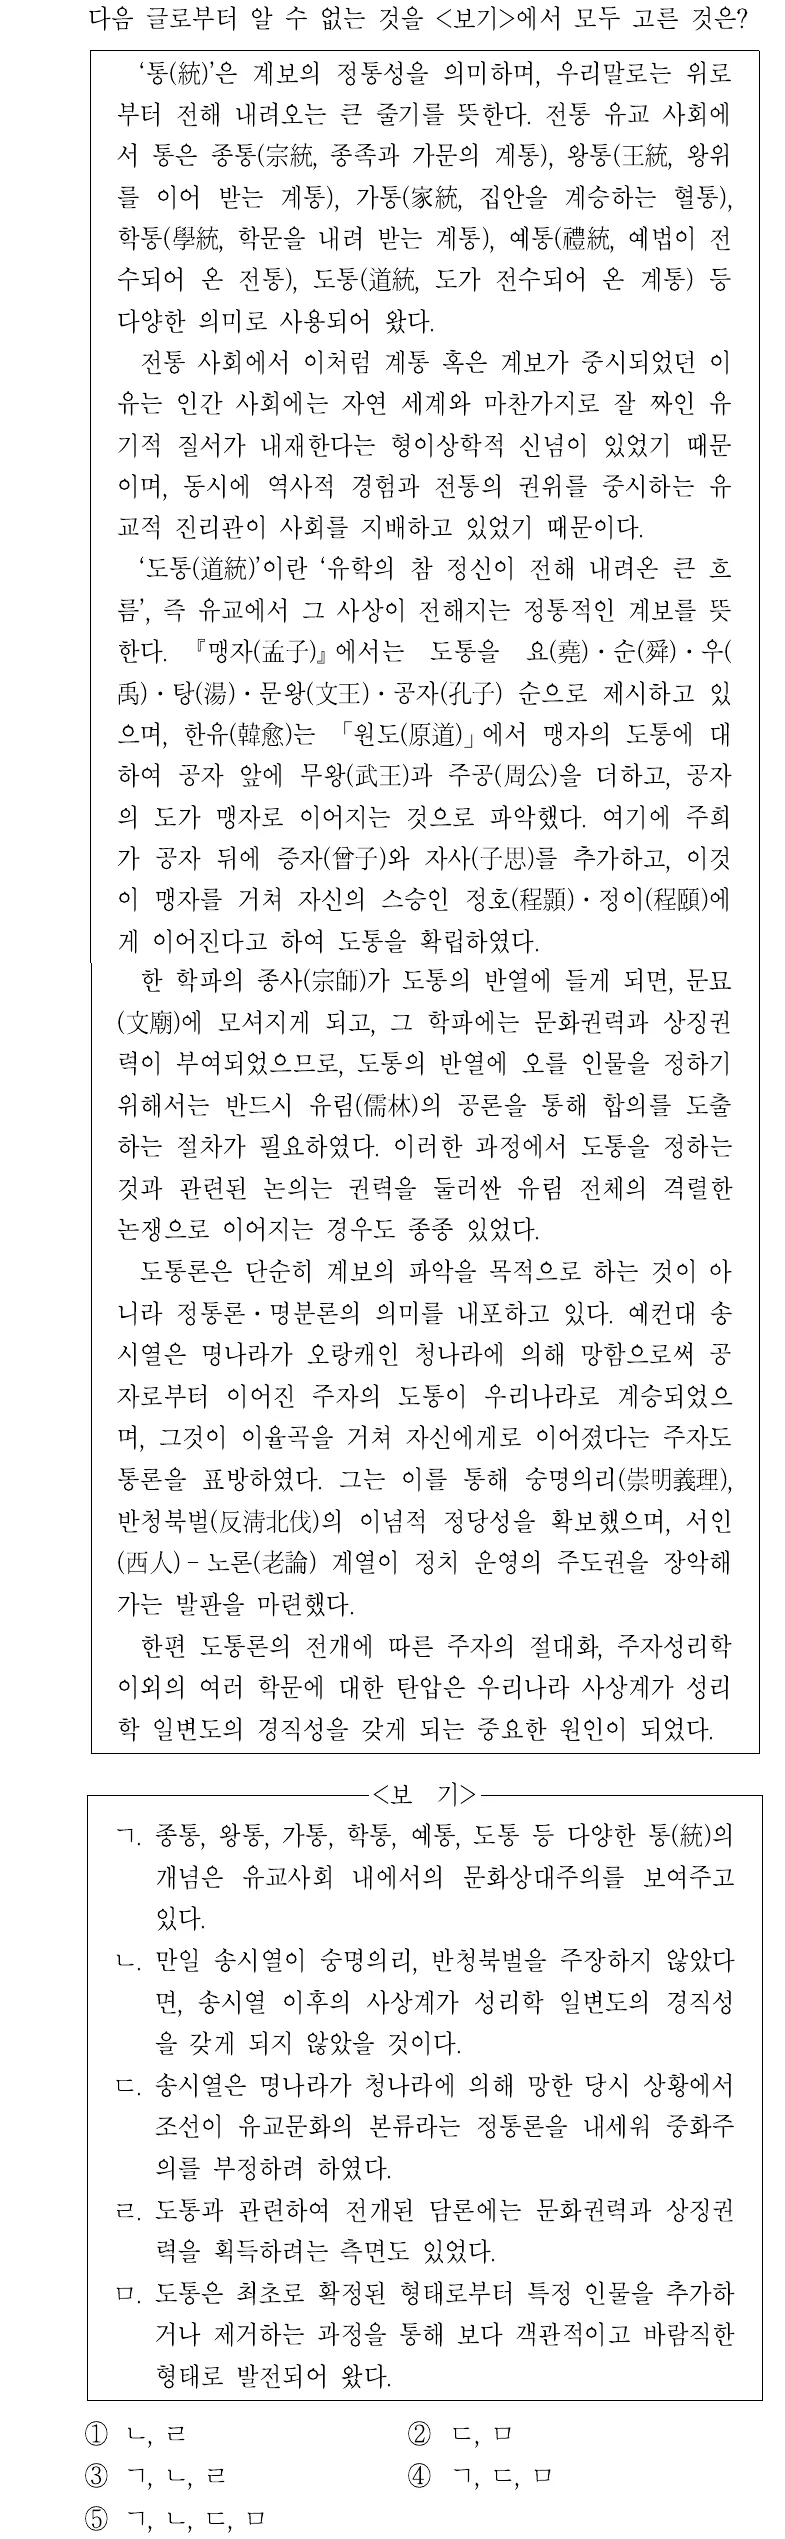 다음 글로부터 알 수 없는 것을 <보기>에서 모두 고른 것은?
‘통(統)’은 계보의 정통성을 의미하며, 우리말로는 위로
부터 전해 내려오는 큰 줄기를 뜻한다. 전통 유교 사회에
서 통은 종통(宗統, 종족과 가문의 계통), 왕통(王統, 왕위
를 이어 받는 계통), 가통(家統, 집안을 계승하는 혈통),
학통(學統, 학문을 내려 받는 계통), 예통(禮統, 예법이 전
수되어 온 전통), 도통(道統, 도가 전수되어 온 계통) 등
다양한 의미로 사용되어 왔다.
전통 사회에서 이처럼 계통 혹은 계보가 중시되었던 이
유는 인간 사회에는 자연 세계와 마찬가지로 잘 짜인 유
기적 질서가 내재한다는 형이상학적 신념이 있었기 때문
이며, 동시에 역사적 경험과 전통의 권위를 중시하는 유
교적 진리관이 사회를 지배하고 있었기 때문이다.
‘도통(道統)’이란 ‘유학의 참 정신이 전해 내려온 큰 흐
름’, 즉 유교에서 그 사상이 전해지는 정통적인 계보를 뜻
한다. 『맹자(孟子)』에서는 도통을 요(堯)·순(舜)·우(
禹)·탕(湯)·문왕(文王)·공자(孔子) 순으로 제시하고 있
으며, 한유(韓愈)는 「원도(原道)」에서 맹자의 도통에 대
하여 공자 앞에 무왕(武王)과 주공(周公)을 더하고, 공자
의 도가 맹자로 이어지는 것으로 파악했다. 여기에 주희
가 공자 뒤에 증자(曾子)와 자사(子思)를 추가하고, 이것
이 맹자를 거쳐 자신의 스승인 정호(程顥)·정이(程頤)에
게 이어진다고 하여 도통을 확립하였다.
한 학파의 종사(宗師)가 도통의 반열에 들게 되면, 문묘
(文廟)에 모셔지게 되고, 그 학파에는 문화권력과 상징권
력이 부여되었으므로, 도통의 반열에 오를 인물을 정하기
위해서는 반드시 유림(儒林)의 공론을 통해 합의를 도출
하는 절차가 필요하였다. 이러한 과정에서 도통을 정하는
것과 관련된 논의는 권력을 둘러싼 유림 전체의 격렬한
논쟁으로 이어지는 경우도 종종 있었다.
도통론은 단순히 계보의 파악을 목적으로 하는 것이 아
니라 정통론·명분론의 의미를 내포하고 있다. 예컨대 송
시열은 명나라가 오랑캐인 청나라에 의해 망함으로써 공
자로부터 이어진 주자의 도통이 우리나라로 계승되었으
며, 그것이 이율곡을 거쳐 자신에게로 이어졌다는 주자도
통론을 표방하였다. 그는 이를 통해 숭명의리(崇明義理),
반청북벌(反淸北伐)의 이념적 정당성을 확보했으며, 서인
(西人)-노론(老論) 계열이 정치 운영의 주도권을 장악해
가는 발판을 마련했다.
한편 도통론의 전개에 따른 주자의 절대화, 주자성리학
이외의 여러 학문에 대한 탄압은 우리나라 사상계가 성리
학 일변도의 경직성을 갖게 되는 중요한 원인이 되었다.
<보 기>
ㄱ. 종통, 왕통, 가통, 학통, 예통, 도통 등 다양한 통(統)의
개념은 유교사회 내에서의 문화상대주의를 보여주고
있다.
ㄴ. 만일 송시열이 숭명의리, 반청북벌을 주장하지 않았다
면, 송시열 이후의 사상계가 성리학 일변도의 경직성
을 갖게 되지 않았을 것이다.
ㄷ. 송시열은 명나라가 청나라에 의해 망한 당시 상황에서
조선이 유교문화의 본류라는 정통론을 내세워 중화주
의를 부정하려 하였다.
ㄹ. 도통과 관련하여 전개된 담론에는 문화권력과 상징권
력을 획득하려는 측면도 있었다.
ㅁ. 도통은 최초로 확정된 형태로부터 특정 인물을 추가하
거나 제거하는 과정을 통해 보다 객관적이고 바람직한
형태로 발전되어 왔다.
① ㄴ, ㄹ ② ㄷ, ㅁ
③ ㄱ, ㄴ, ㄹ ④ ㄱ, ㄷ, ㅁ
⑤ ㄱ, ㄴ, ㄷ, ㅁ